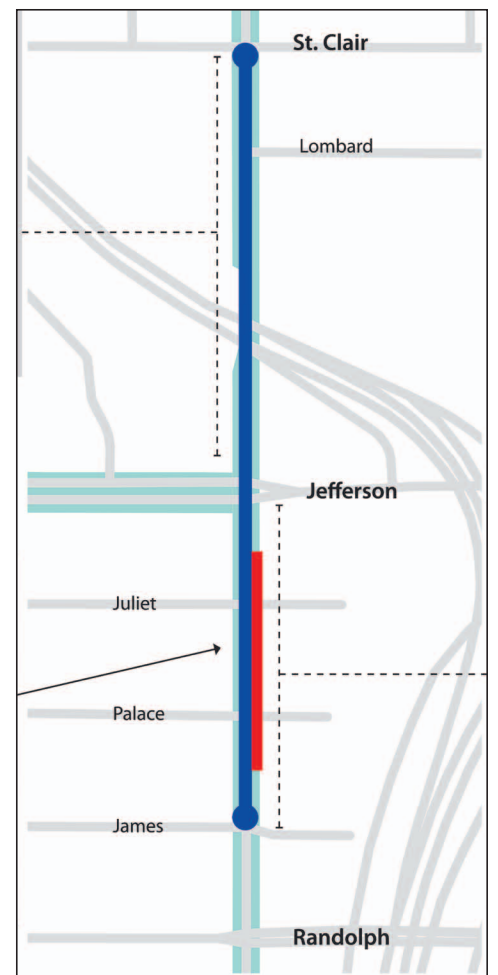 St. Clair
Lombard
Jefferson
Juliet
Palace
James
Randolph